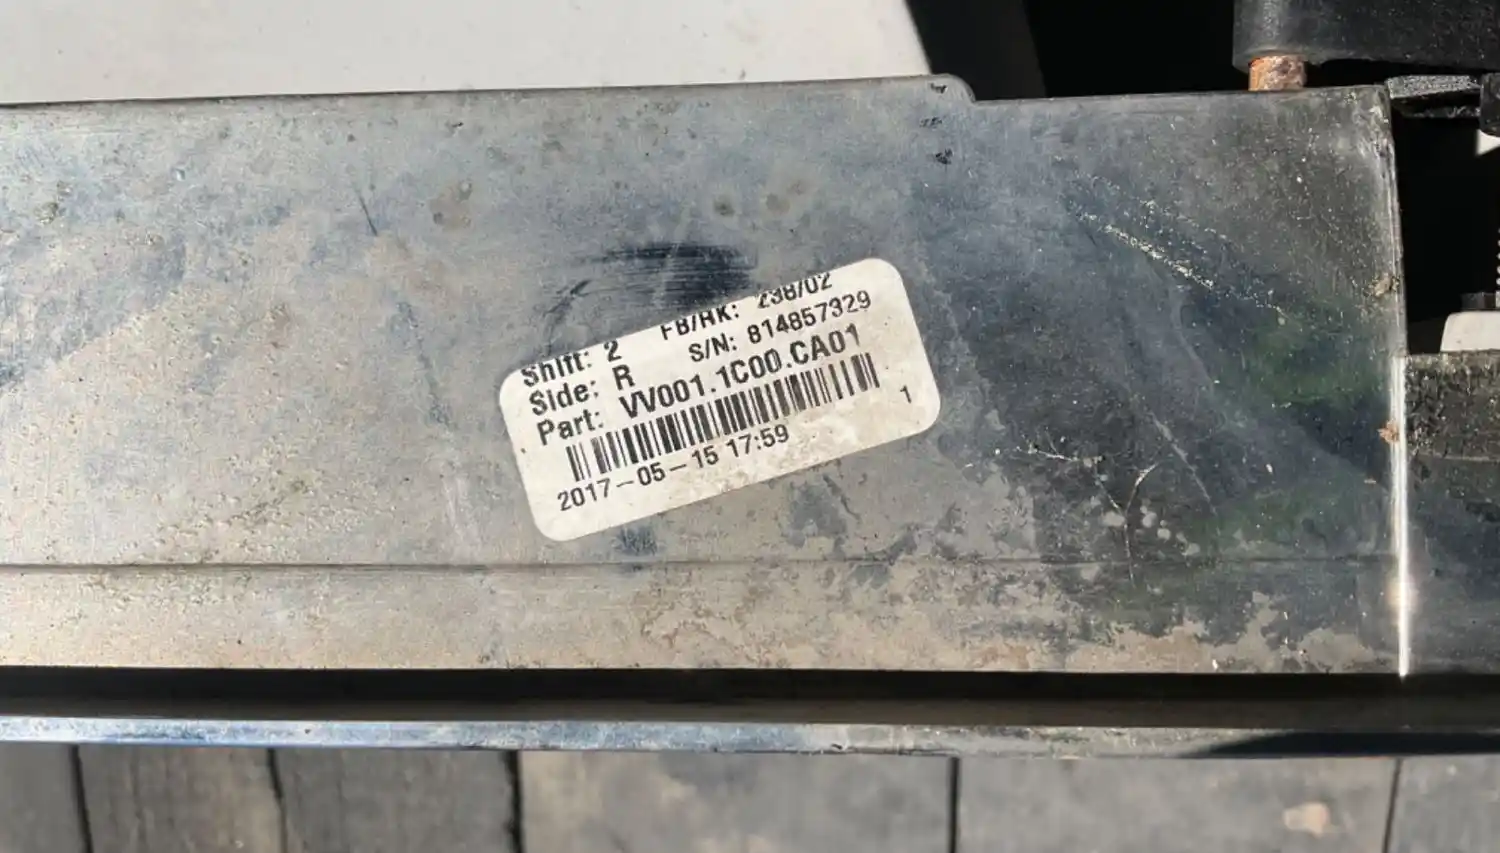 Shift: 2 FB/RK: 238/02
Side: R S/N: 814857329
Part: VV001.1C00.CA01
1
2017-05-15 17:59